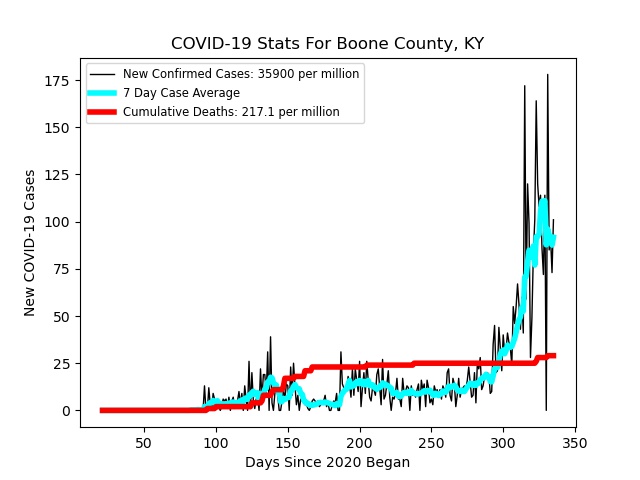 COVID-19 Stats For Boone County, KY
New Confirmed Cases: 35900 per million
7 Day Case Average
Cumulative Deaths: 217.1 per million
New COVID-19 Cases
175
150
125
100
75
50
25
0
50
100
150
200
250
300
350
Days Since 2020 Began